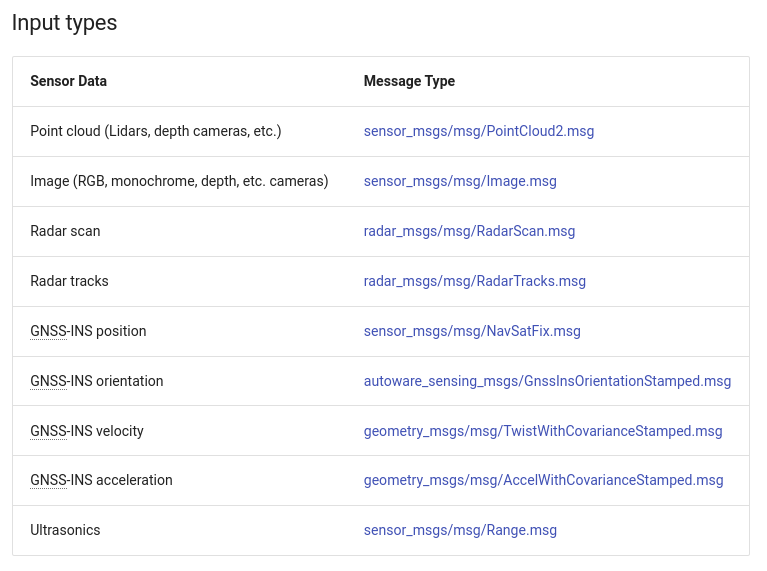 Input types
Sensor Data Message Type
Point cloud (Lidars, depth cameras, etc.) sensor_msgs/msg/PointCloud2.msg
Image (RGB, monochrome, depth, etc. cameras) sensor_msgs/msg/Image.msg
Radar scan radar_msgs/msg/RadarScan.msg
Radar tracks radar_msgs/msg/RadarTracks.msg
GNSS-INS position sensor_msgs/msg/NavSatFix.msg
GNSS-INS orientation autoware_sensing_msgs/GnssInsOrientationStamped.msg
GNSS-INS velocity geometry_msgs/msg/TwistWithCovarianceStamped.msg
GNSS-INS acceleration geometry_msgs/msg/AccelWithCovarianceStamped.msg
Ultrasonics sensor_msgs/msg/Range.msg